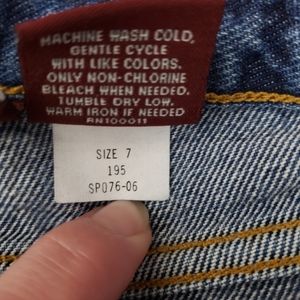 MACHINE WASH COLD,
GENTLE CYCLE
WITH LIKE COLORS.
ONLY NON-CHLORINE
BLEACH WHEN NEEDED.
TUMBLE DRY LOW.
WARM IRON IF NEEDED
RN100011
SIZE 7
195
SP076-06